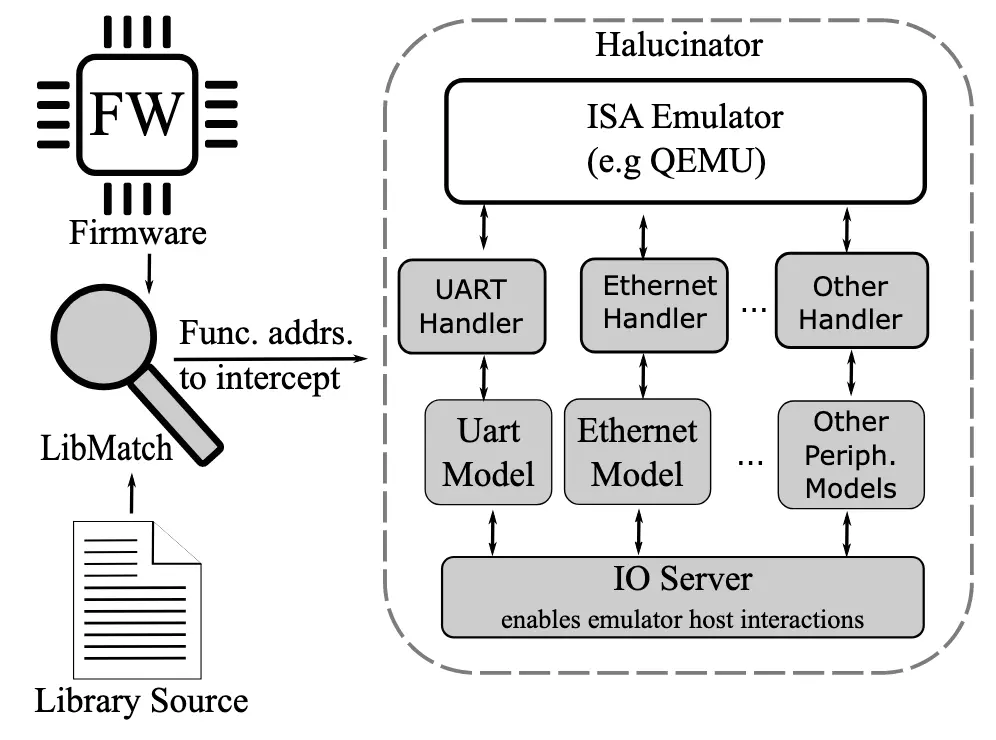 FW
Firmware
Func. addrs.
to intercept
LibMatch
Library Source
Halucinator
ISA Emulator
(e.g QEMU)
UART
Handler
Ethernet
Handler
...
Other
Handler
Uart
Model
Ethernet
Model
...
Other
Periph.
Models
IO Server
enables emulator host interactions